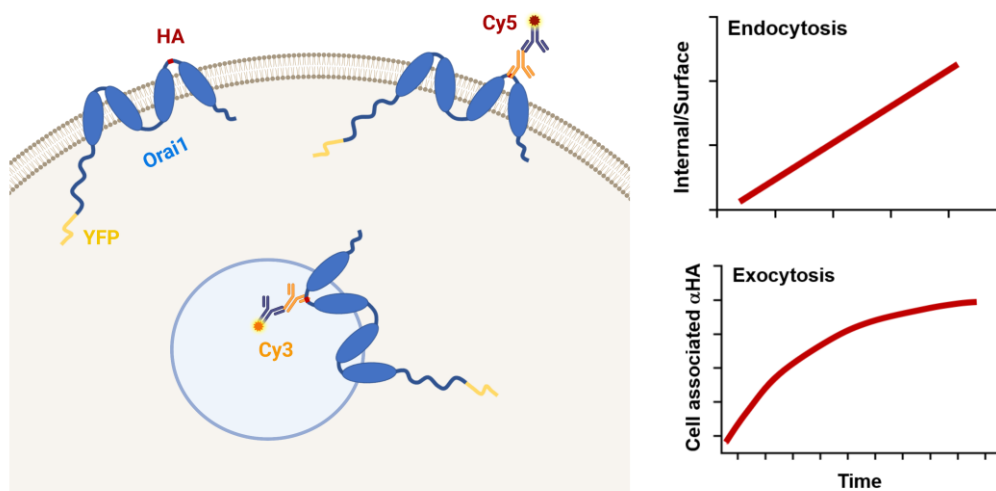 HA
Cy5
Orai1
YFP
Cy3
Endocytosis
Internal/Surface
Exocytosis
Cell associated αHA
Time